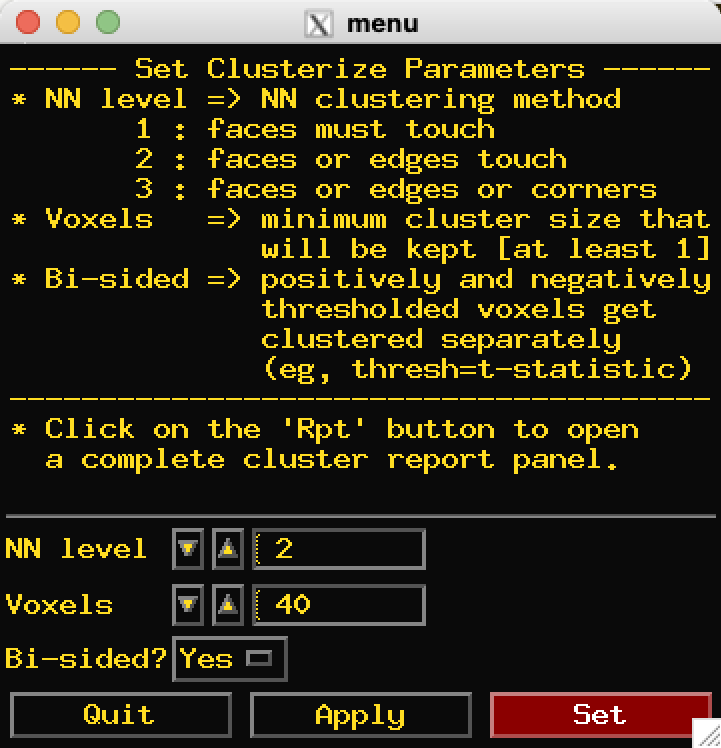 menu
------ Set Clusterize Parameters ------
* NN level => NN clustering method
1 : faces must touch
2 : faces or edges touch
3 : faces or edges or corners
* Voxels => minimum cluster size that
will be kept [at least 1]
* Bi-sided => positively and negatively
thresholded voxels get
clustered separately
(eg, thresh=t-statistic)
---------------------------------------
* Click on the 'Rpt' button to open
a complete cluster report panel.
NN level 2
Voxels 40
Bi-sided? Yes
Quit Apply Set